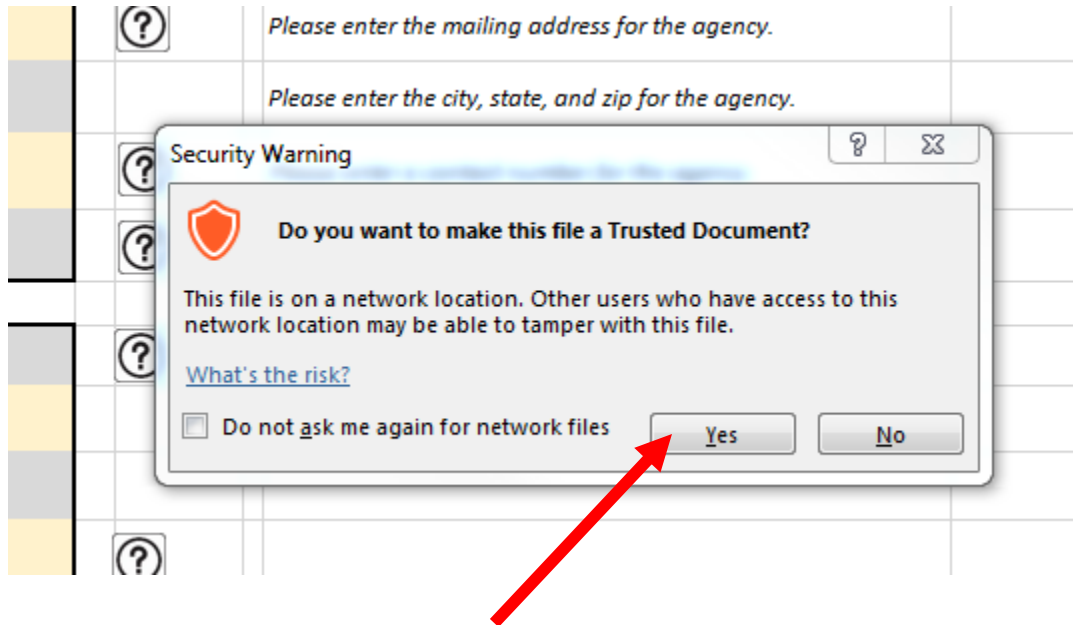 Please enter the mailing address for the agency.
Please enter the city, state, and zip for the agency.
Security Warning
Do you want to make this file a Trusted Document?
This file is on a network location. Other users who have access to this
network location may be able to tamper with this file.
What's the risk?
Do not ask me again for network files
Yes
No